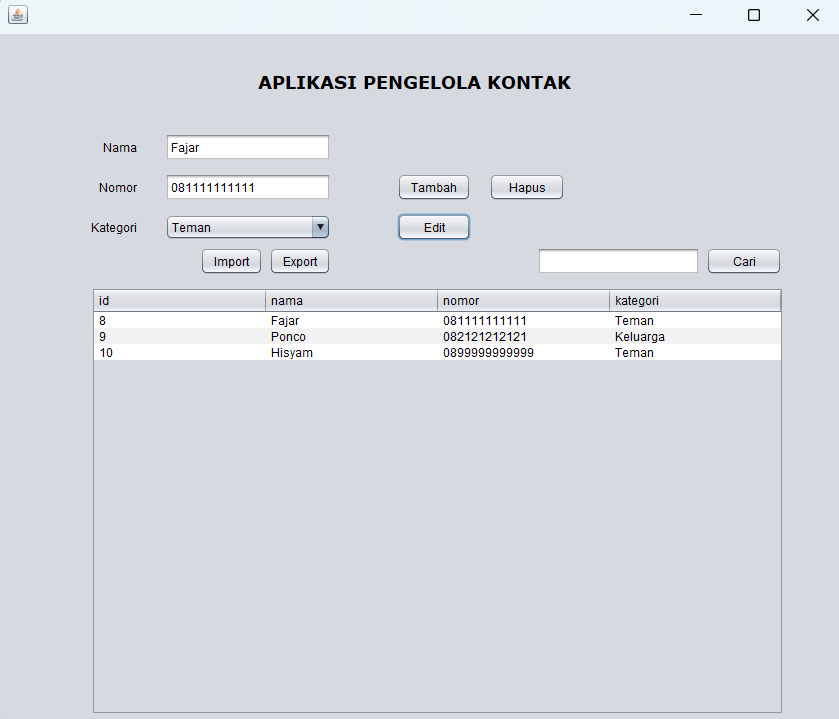 APLIKASI PENGELOLA KONTAK
Nama Fajar
Nomor 081111111111 Tambah Hapus
Kategori Teman Edit
Import Export Cari
id nama nomor kategori
8 Fajar 081111111111 Teman
9 Ponco 082121212121 Keluarga
10 Hisyam 0899999999999 Teman